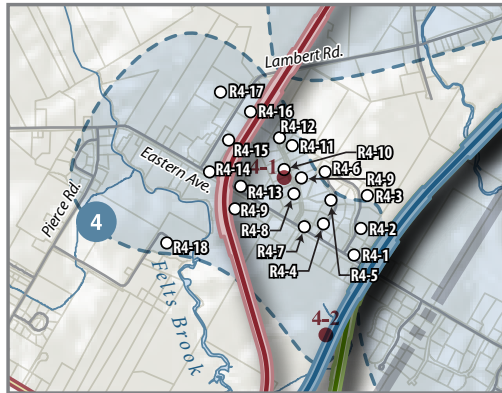 Lambert Rd.
R4-17
R4-16
R4-12
R4-11
R4-15
R4-10
Eastern Ave.
R4-14
4-1
R4-6
R4-9
R4-13
R4-3
Pierce Rd.
R4-9
4
R4-8
R4-2
R4-18
R4-7
R4-1
R4-4
R4-5
Felts Brook
4-2